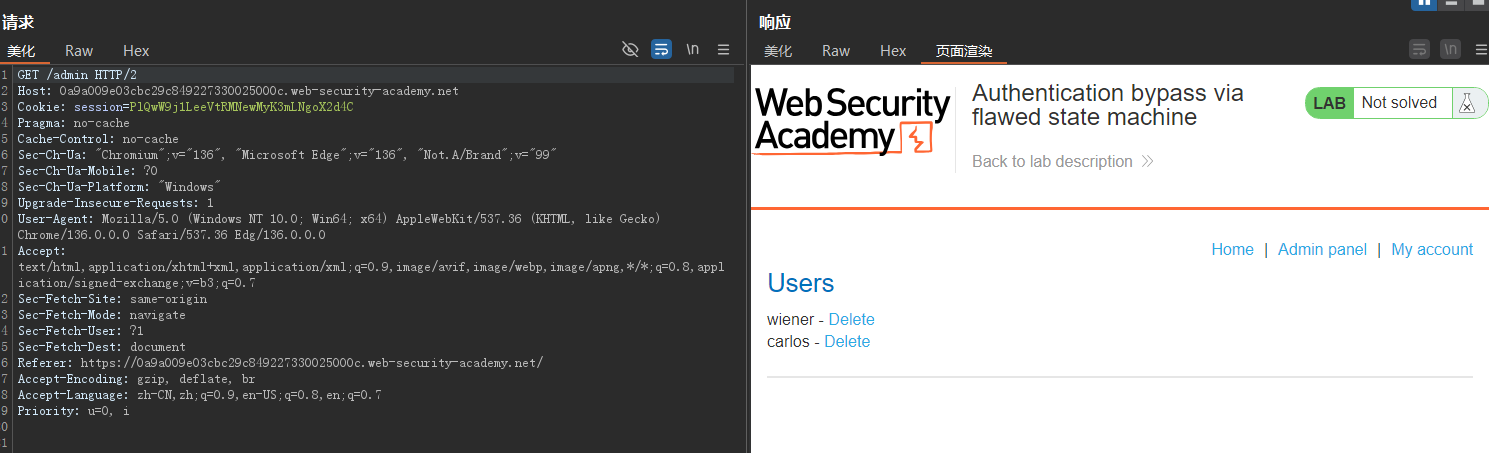 请求
美化 Raw Hex \n
1 GET /admin HTTP/2
2 Host: 0a9a009e03cbc29c849227330025000c.web-security-academy.net
3 Cookie: session=PlQwW9j1LeeVtRMNewMyK3mLNgoX2d4C
4 Pragma: no-cache
5 Cache-Control: no-cache
6 Sec-Ch-Ua: "Chromium";v="136", "Microsoft Edge";v="136", "Not.A/Brand";v="99"
7 Sec-Ch-Ua-Mobile: ?0
8 Sec-Ch-Ua-Platform: "Windows"
9 Upgrade-Insecure-Requests: 1
0 User-Agent: Mozilla/5.0 (Windows NT 10.0; Win64; x64) AppleWebKit/537.36 (KHTML, like Gecko)
Chrome/136.0.0.0 Safari/537.36 Edg/136.0.0.0
1 Accept:
text/html,application/xhtml+xml,application/xml;q=0.9,image/avif,image/webp,image/apng,*/*;q=0.8,appl
ication/signed-exchange;v=b3;q=0.7
2 Sec-Fetch-Site: same-origin
3 Sec-Fetch-Mode: navigate
4 Sec-Fetch-User: ?1
5 Sec-Fetch-Dest: document
6 Referer: https://0a9a009e03cbc29c849227330025000c.web-security-academy.net/
7 Accept-Encoding: gzip, deflate, br
8 Accept-Language: zh-CN,zh;q=0.9,en-US;q=0.8,en;q=0.7
9 Priority: u=0, i
0
1
响应
美化 Raw Hex 页面渲染 \n
Web Security
Academy
Authentication bypass via
flawed state machine
LAB Not solved
Back to lab description
Home | Admin panel | My account
Users
wiener - Delete
carlos - Delete